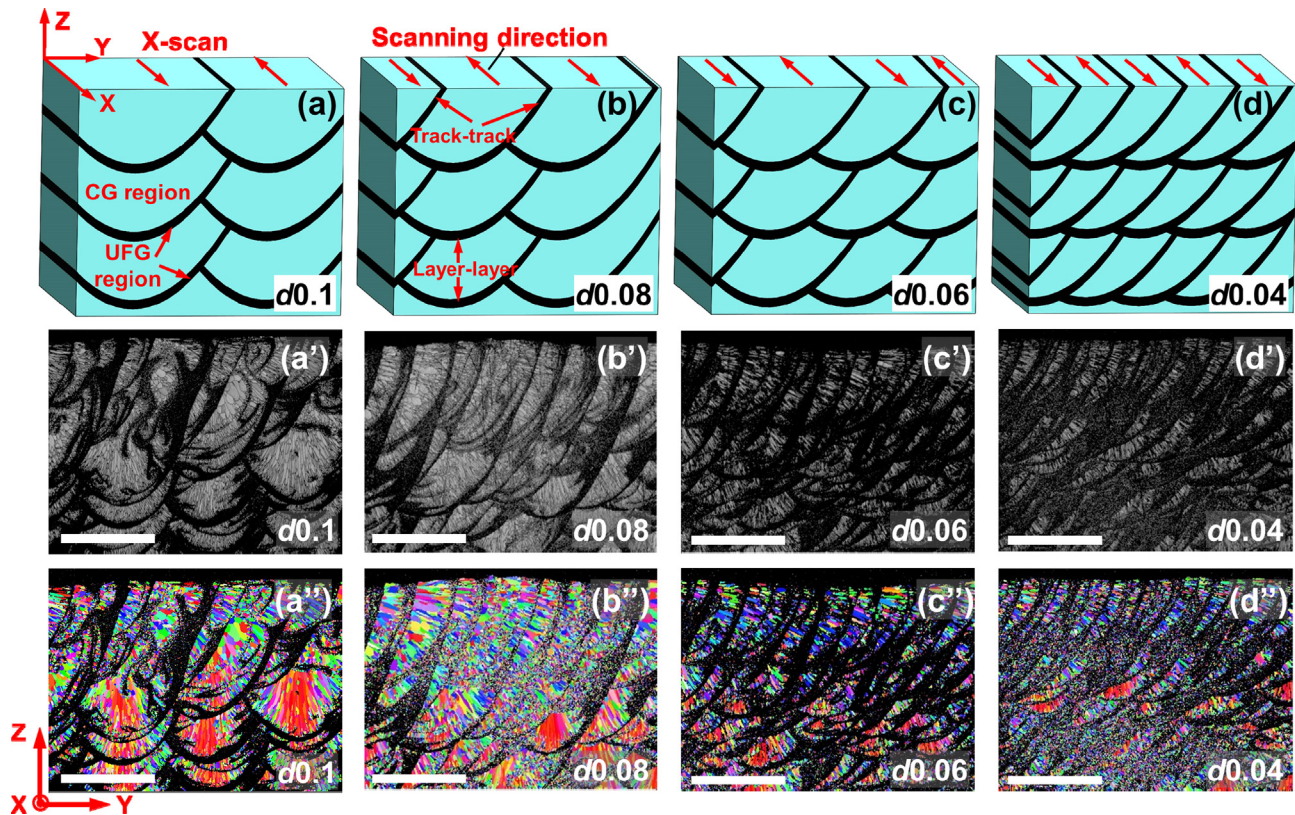 Z
Y
X
X-scan
Scanning direction
(a)
(b)
(c)
(d)
Track-track
CG region
UFG
region
Layer-layer
d0.1
d0.08
d0.06
d0.04
(a')
(b')
(c')
(d')
d0.1
d0.08
d0.06
d0.04
(a'')
(b'')
(c'')
(d'')
Z
X
Y
d0.1
d0.08
d0.06
d0.04